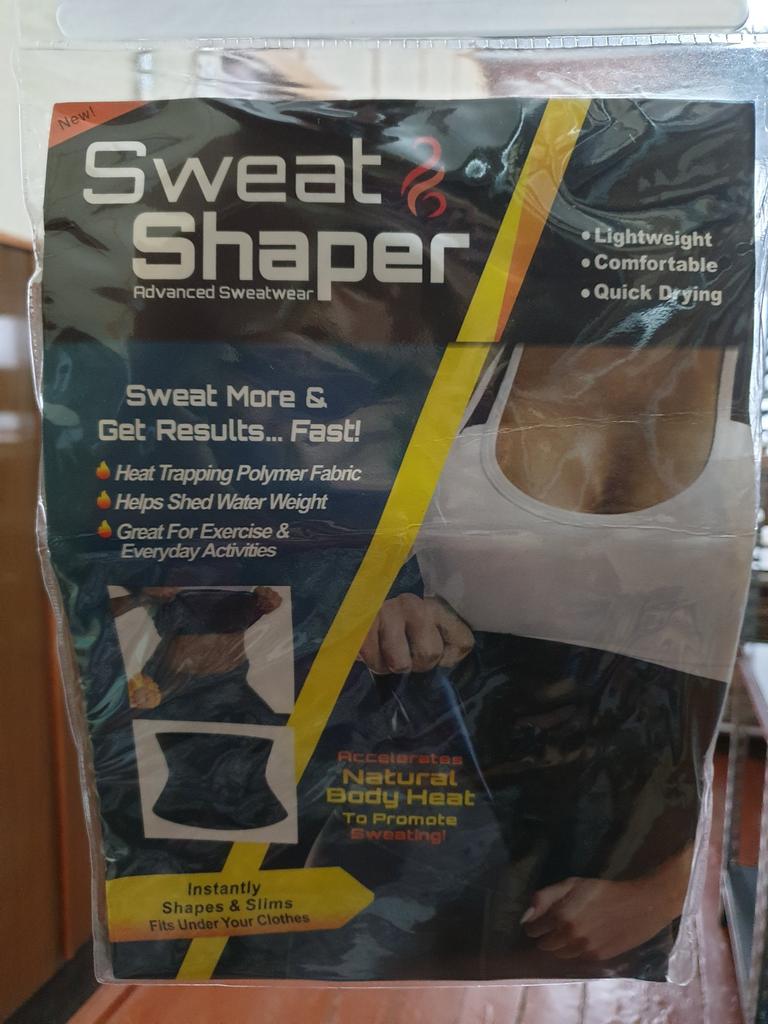 New!
Sweat
Shaper
Advanced Sweatwear
• Lightweight
• Comfortable
• Quick Drying
Sweat More &
Get Results... Fast!
Heat Trapping Polymer Fabric
Helps Shed Water Weight
Great For Exercise &
Everyday Activities
Accelerates
Natural
Body Heat
To Promote
Sweating!
Instantly
Shapes & Slims
Fits Under Your Clothes